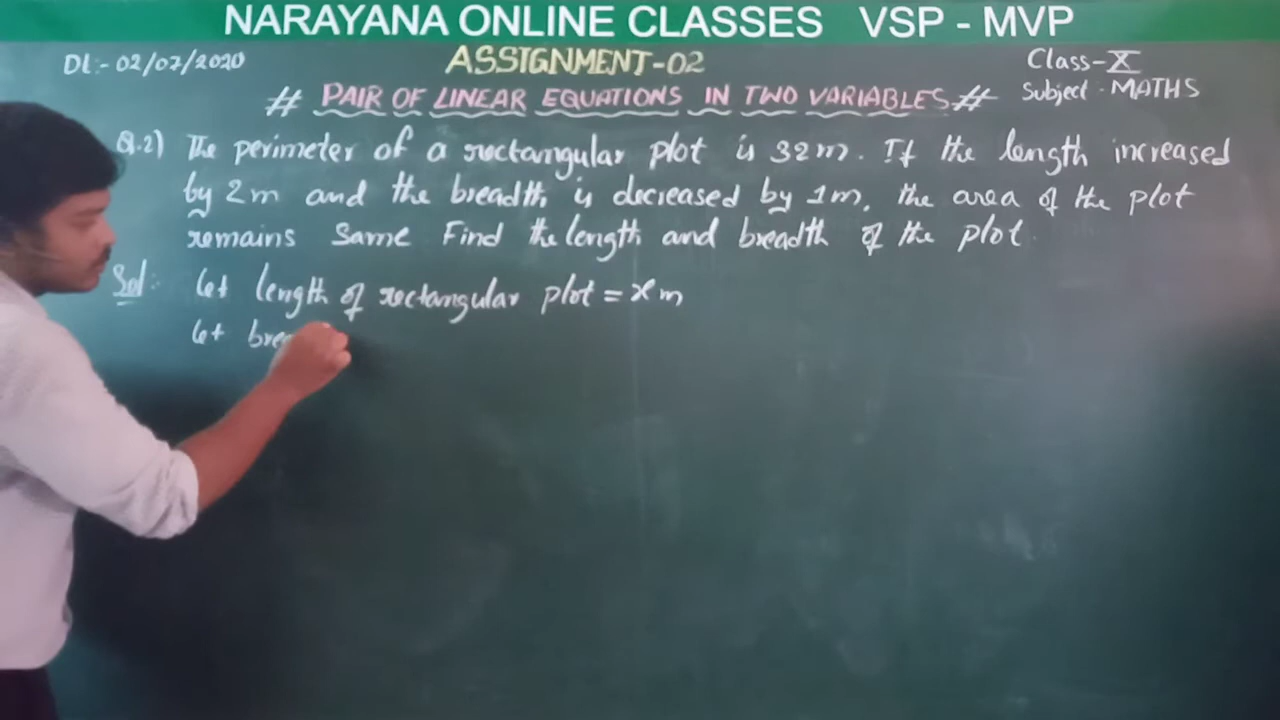 NARAYANA ONLINE CLASSES VSP - MVP
Dt:- 02/07/2020
ASSIGNMENT-02
Class-X
# PAIR OF LINEAR EQUATIONS IN TWO VARIABLES #
Subject - MATHS
Q.2) The perimeter of a rectangular plot is 32m. If the length increased
by 2m and the breadth is decreased by 1m, the area of the plot
remains Same Find the length and breadth of the plot.
Sol:- Let length of rectangular plot = x m
Let brea